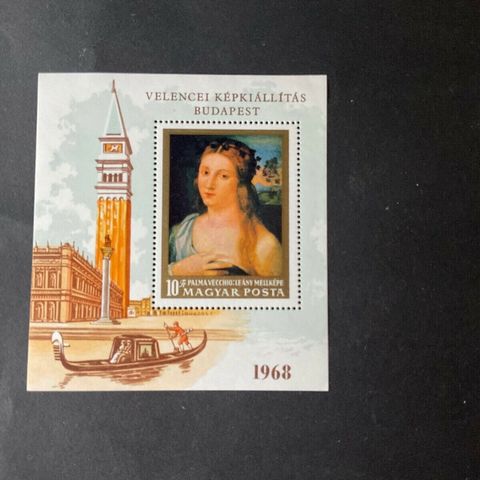 VELENCEI KÉPKIÁLLÍTÁS
BUDAPEST
10 Ft PALMA VECCHIO: LEÁNY MELLKÉPE
MAGYAR POSTA
1968